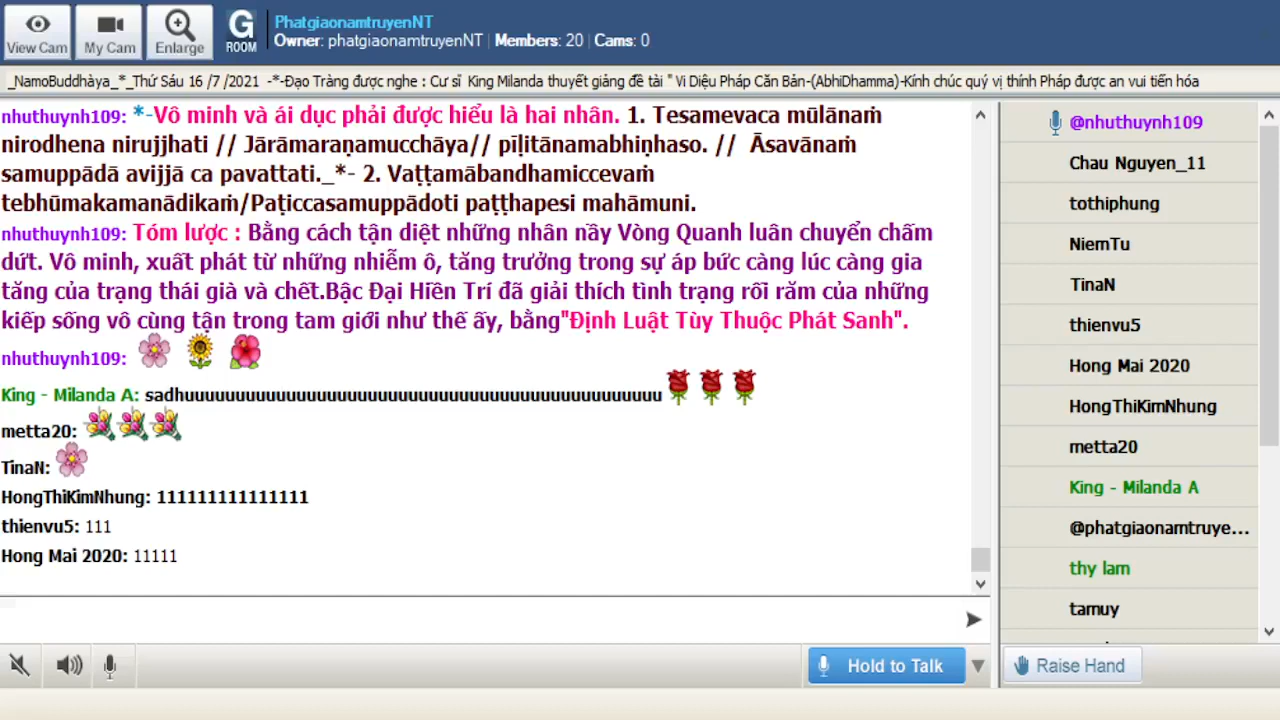 View Cam
My Cam
Enlarge
G
ROOM
PhatgiaonamtruyenNT
Owner: phatgiaonamtruyenNT | Members: 20 | Cams: 0
_NamoBuddhàya_*_Thứ Sáu 16 /7 /2021 -*-Đạo Tràng được nghe : Cư sĩ King Milanda thuyết giảng đề tài " Vi Diệu Pháp Căn Bản-(AbhiDhamma)-Kính chúc quý vị thính Pháp được an vui tiến hóa
nhuthuynh109: *-Vô minh và ái dục phải được hiểu là hai nhân. 1. Tesamevaca mūlānaṁ
nirodhena nirujjhati // Jārāmaraṇamucchāya// pīḷitānamabhiṇhaso. // Āsavānaṁ
samuppādā avijjā ca pavattati._*- 2. Vaṭṭamābandhamiccevaṁ
tebhūmakamanādikaṁ/Paṭiccasamuppādoti paṭṭhapesi mahāmuni.
nhuthuynh109: Tóm lược : Bằng cách tận diệt những nhân nầy Vòng Quanh luân chuyển chấm
dứt. Vô minh, xuất phát từ những nhiễm ô, tăng trưởng trong sự áp bức càng lúc càng gia
tăng của trạng thái già và chết.Bậc Đại Hiền Trí đã giải thích tình trạng rối răm của những
kiếp sống vô cùng tận trong tam giới như thế ấy, bằng"Định Luật Tùy Thuộc Phát Sanh".
nhuthuynh109:
King - Milanda A: sadhuuuuuuuuuuuuuuuuuuuuuuuuuuuuuuuuuuuuuuuuuuuuuuu
metta20:
TinaN:
HongThiKimNhung: 111111111111111
thienvu5: 111
Hong Mai 2020: 11111
Hold to Talk
@nhuthuynh109
Chau Nguyen_11
tothiphung
NiemTu
TinaN
thienvu5
Hong Mai 2020
HongThiKimNhung
metta20
King - Milanda A
@phatgiaonamtruye...
thy lam
tamuy
Raise Hand